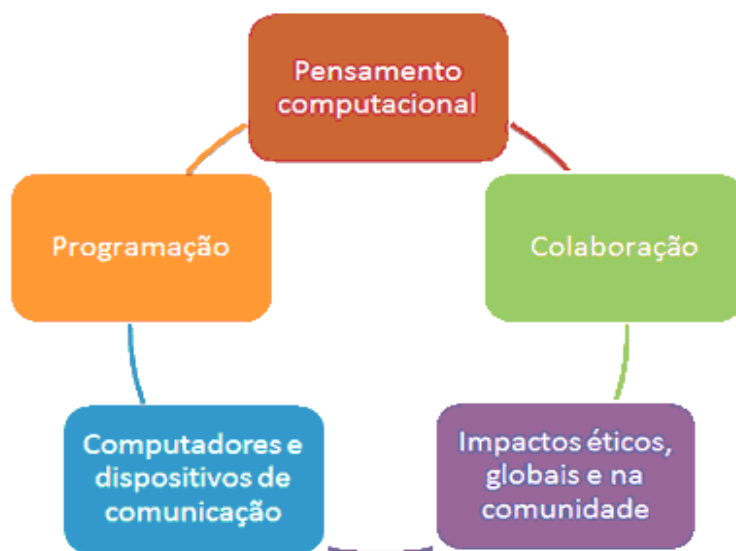 Pensamento
computacional
Programação
Colaboração
Computadores e
dispositivos de
comunicação
Impactos éticos,
globais e na
comunidade